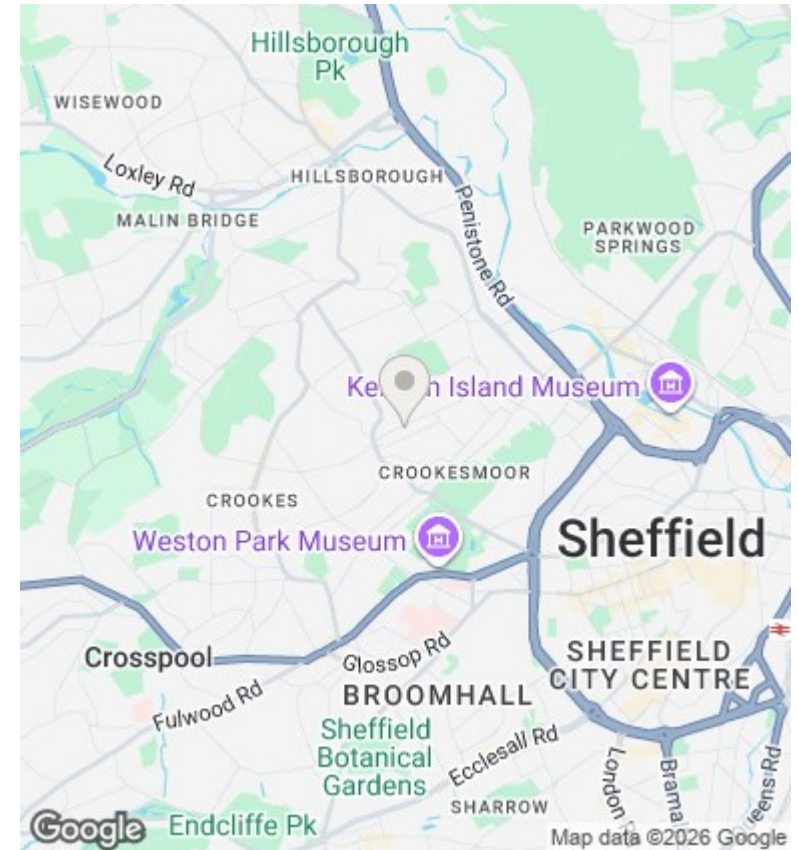 Hillsborough
Pk
WISEWOOD
Loxley Rd
HILLSBOROUGH
MALIN BRIDGE
Penistone Rd
PARKWOOD
SPRINGS
Island Museum
CROOKESMOOR
CROOKES
Weston Park Museum
Sheffield
Crosspool
Glossop Rd
SHEFFIELD
CITY CENTRE
Fulwood Rd
BROOMHALL
Sheffield
Botanical
Gardens
Ecclesall Rd
London
SHARROW
Endcliffe Pk
Google
Map data ©2026 Google